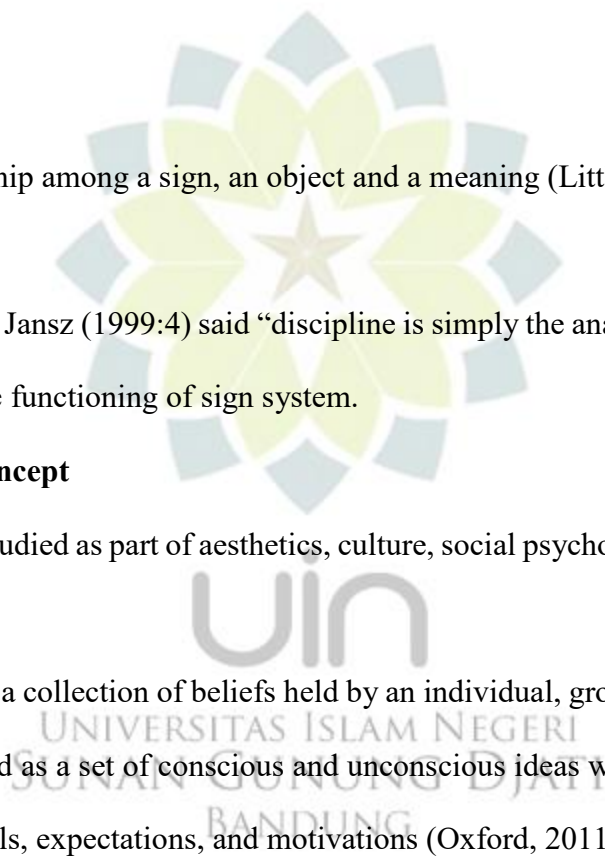 hip among a sign, an object and a meaning (Litt
Jansz (1999:4) said “discipline is simply the ana
functioning of sign system.
ncept
udied as part of aesthetics, culture, social psycho
uin
a collection of beliefs held by an individual, gro
UNIVERSITAS ISLAM NEGERI
d as a set of conscious and unconscious ideas w
SUNAN GUNUNG DJATI
ls, expectations, and motivations (Oxford, 2011
BANDUNG